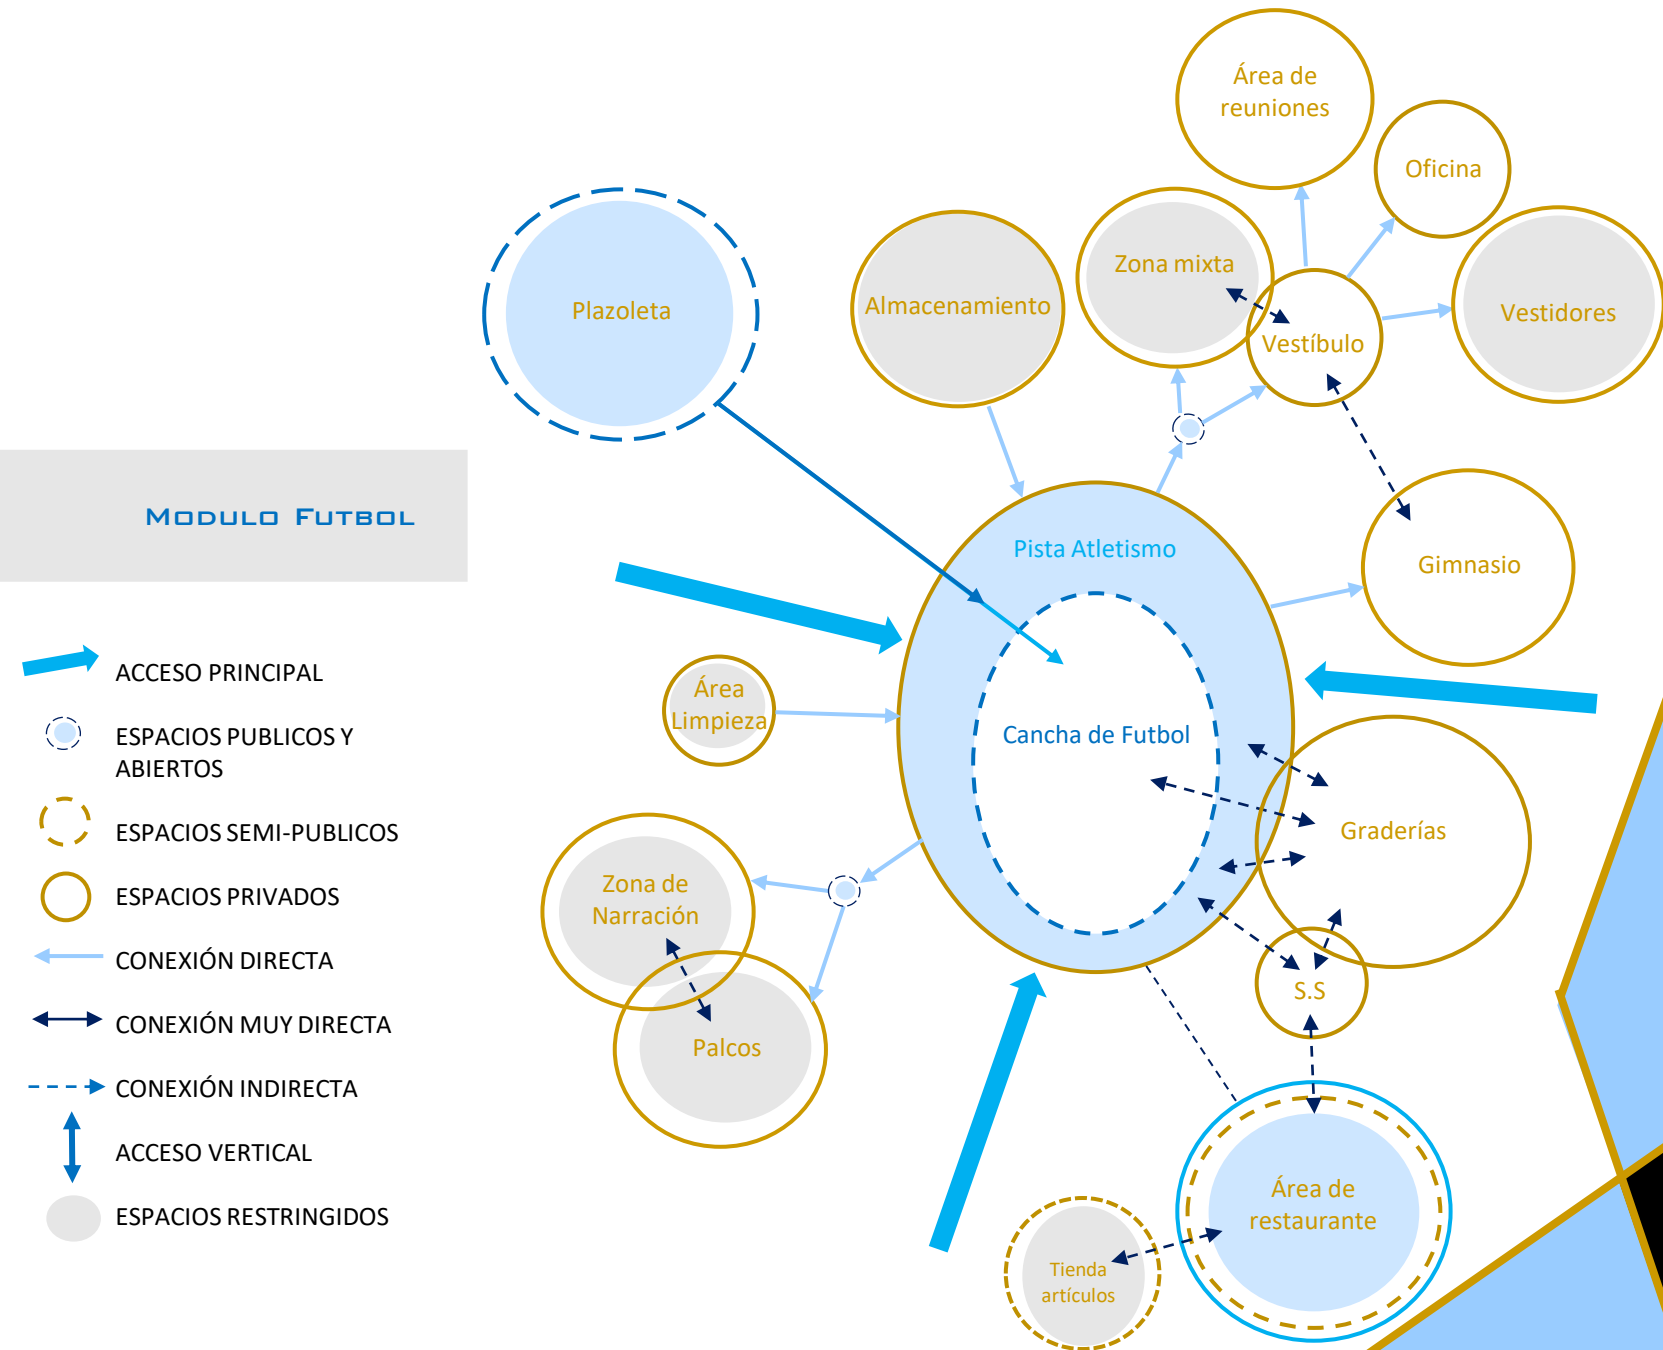 MODULO FUTBOL
ACCESO PRINCIPAL
ESPACIOS PUBLICOS Y
ABIERTOS
ESPACIOS SEMI-PUBLICOS
ESPACIOS PRIVADOS
CONEXIÓN DIRECTA
CONEXIÓN MUY DIRECTA
CONEXIÓN INDIRECTA
ACCESO VERTICAL
ESPACIOS RESTRINGIDOS
Área de
reuniones
Oficina
Zona mixta
Vestidores
Plazoleta
Almacenamiento
Vestíbulo
Pista Atletismo
Gimnasio
Área
Limpieza
Cancha de Futbol
Graderías
Zona de
Narración
S.S
Palcos
Área de
restaurante
Tienda
artículos